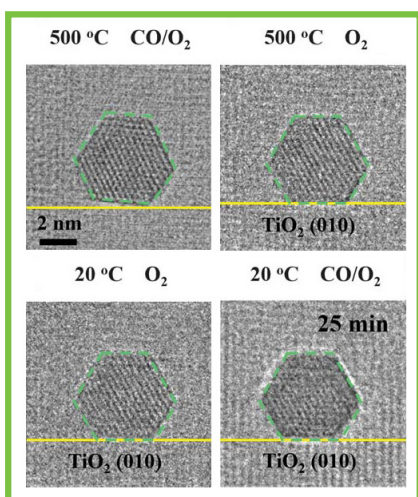 500 °C CO/O₂
500 °C O₂
2 nm
TiO₂ (010)
20 °C O₂
20 °C CO/O₂
25 min
TiO₂ (010)
TiO₂ (010)